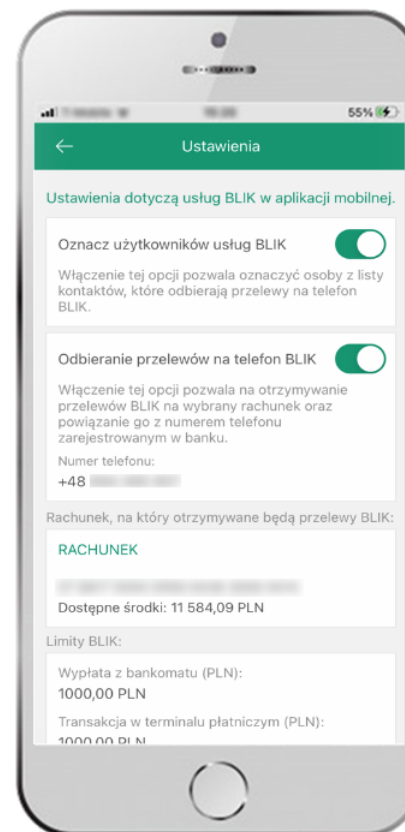 55%
Ustawienia
Ustawienia dotyczą usług BLIK w aplikacji mobilnej.
Oznacz użytkowników usług BLIK
Włączenie tej opcji pozwala oznaczyć osoby z listy
kontaktów, które odbierają przelewy na telefon
BLIK.
Odbieranie przelewów na telefon BLIK
Włączenie tej opcji pozwala na otrzymywanie
przelewów BLIK na wybrany rachunek oraz
powiązanie go z numerem telefonu
zarejestrowanym w banku.
Numer telefonu:
+48
Rachunek, na który otrzymywane będą przelewy BLIK:
RACHUNEK
Dostępne środki: 11 584,09 PLN
Limity BLIK:
Wypłata z bankomatu (PLN):
1000,00 PLN
Transakcja w terminalu płatniczym (PLN):
1000,00 PLN